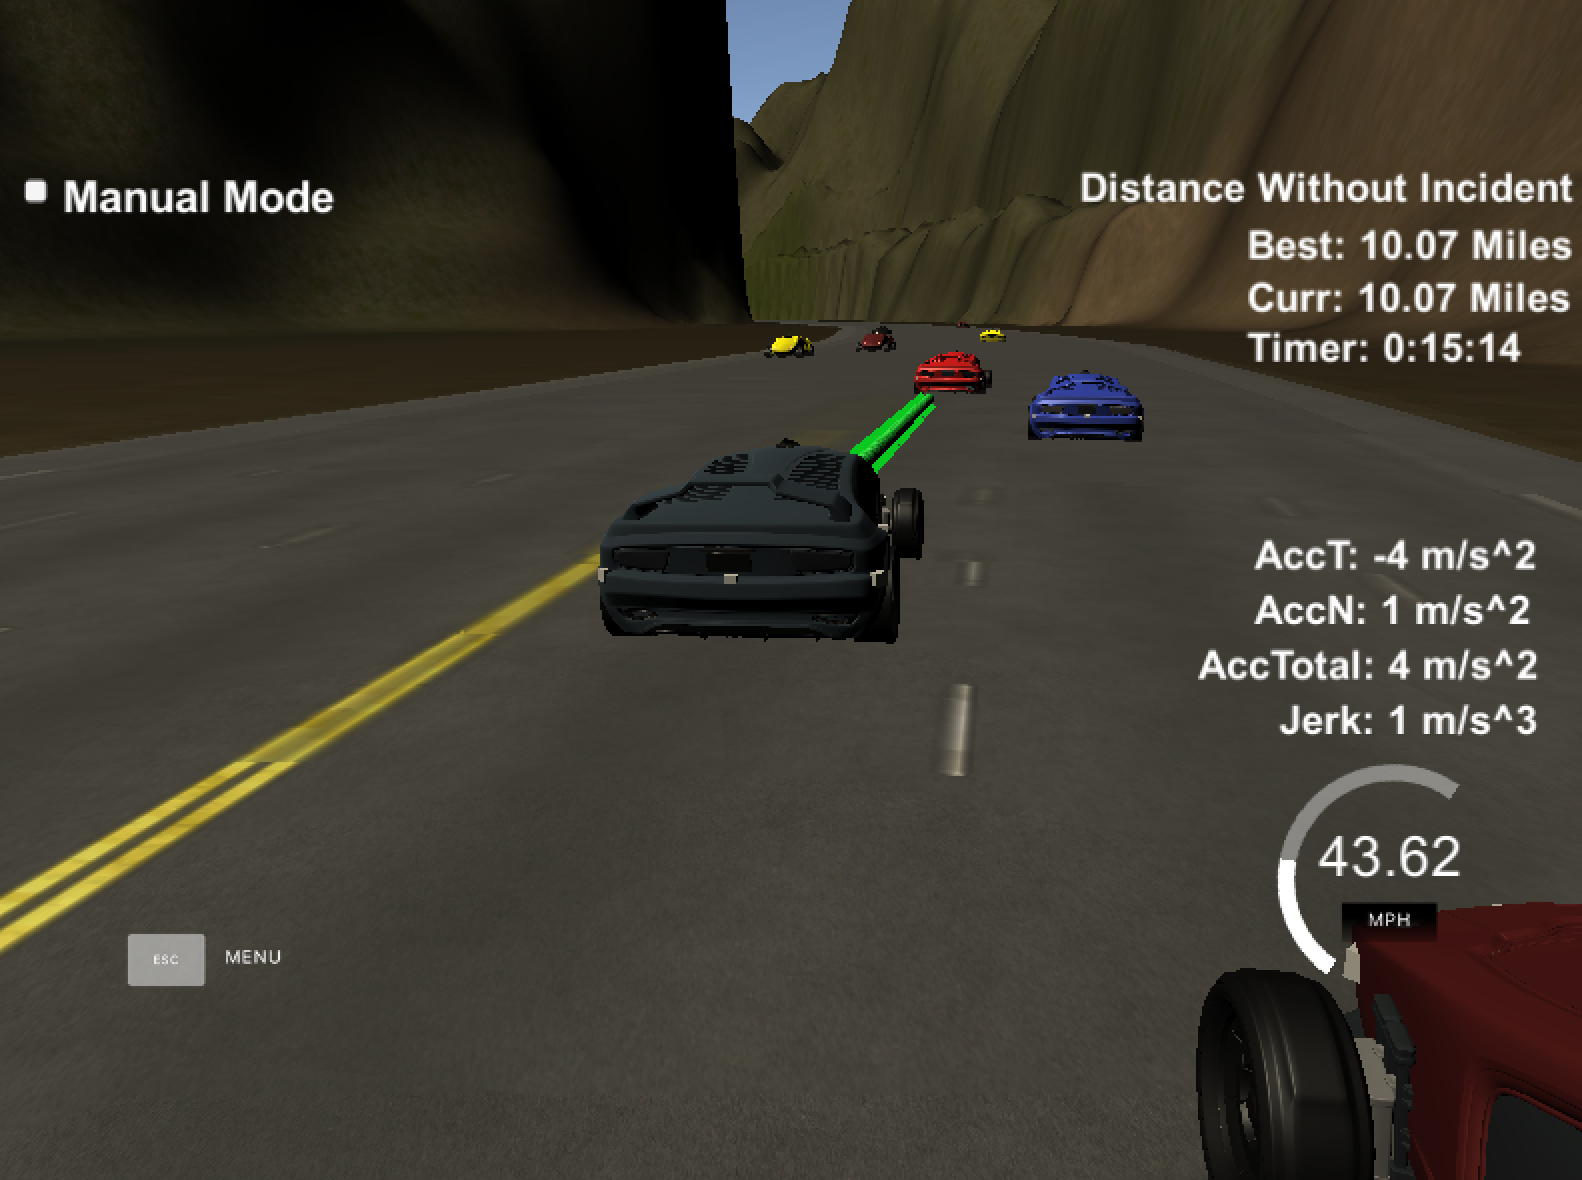 Manual Mode
Distance Without Incident
Best: 10.07 Miles
Curr: 10.07 Miles
Timer: 0:15:14
AccT: -4 m/s^2
AccN: 1 m/s^2
AccTotal: 4 m/s^2
Jerk: 1 m/s^3
43.62
MPH
ESC MENU